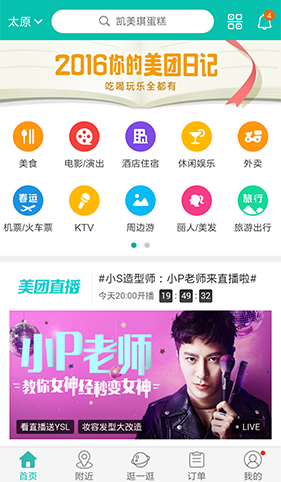 太原
凯美琪蛋糕
4
2016你的美团日记
吃喝玩乐全都有
美食
电影/演出
酒店住宿
休闲娱乐
外卖
春运
旅行
机票/火车票
KTV
周边游
丽人/美发
旅游出行
美团直播
#小S造型师：小P老师来直播啦#
今天20:00开播 19:49:32
小P老师
教你女神经秒变女神
看直播送YSL
妆容发型大改造
LIVE
首页
附近
逛一逛
订单
我的